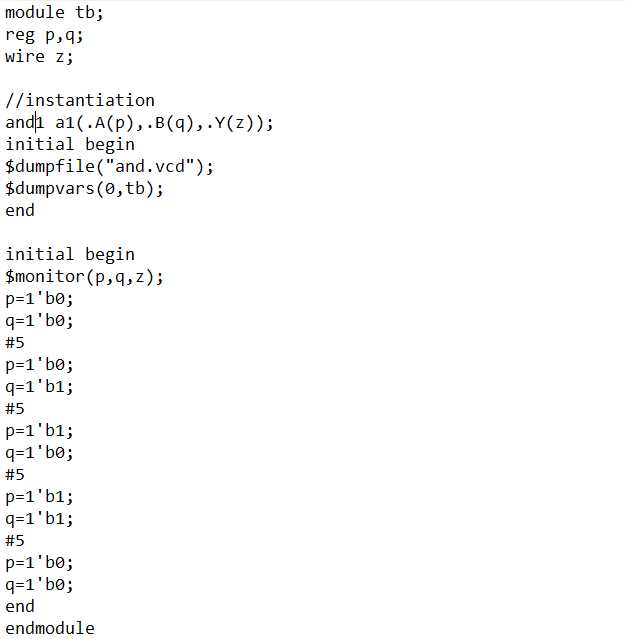 module tb;
reg p,q;
wire z;
//instantiation
and1 a1(.A(p),.B(q),.Y(z));
initial begin
$dumpfile("and.vcd");
$dumpvars(0,tb);
end
initial begin
$monitor(p,q,z);
p=1'b0;
q=1'b0;
#5
p=1'b0;
q=1'b1;
#5
p=1'b1;
q=1'b0;
#5
p=1'b1;
q=1'b1;
#5
p=1'b0;
q=1'b0;
end
endmodule